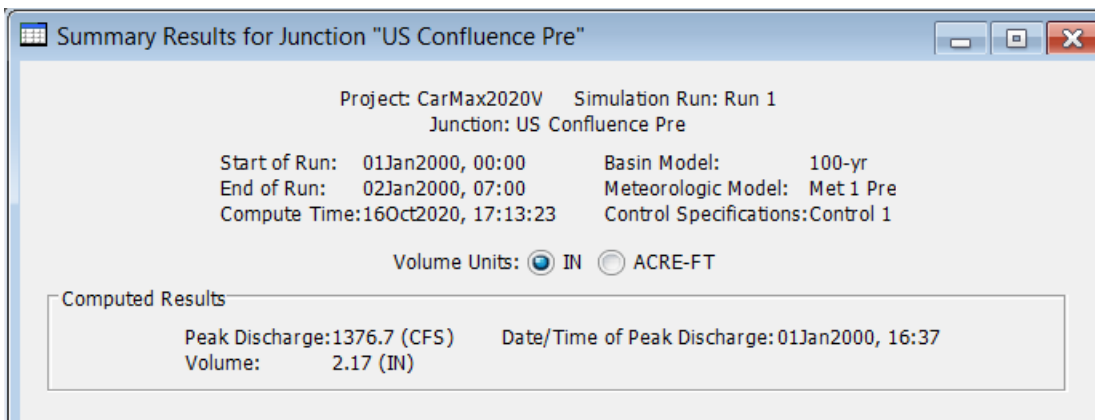 Summary Results for Junction "US Confluence Pre"
Project: CarMax2020V Simulation Run: Run 1
Junction: US Confluence Pre
Start of Run: 01Jan2000, 00:00 Basin Model: 100-yr
End of Run: 02Jan2000, 07:00 Meteorologic Model: Met 1 Pre
Compute Time:16Oct2020, 17:13:23 Control Specifications:Control 1
Volume Units: IN ACRE-FT
Computed Results
Peak Discharge:1376.7 (CFS) Date/Time of Peak Discharge:01Jan2000, 16:37
Volume: 2.17 (IN)